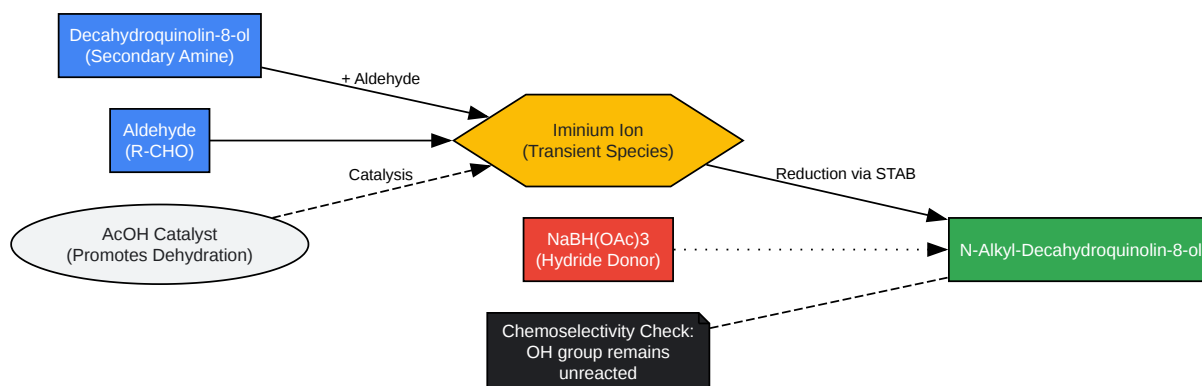 Decahydroquinolin-8-ol
(Secondary Amine)
+ Aldehyde
Aldehyde
(R-CHO)
Iminium Ion
(Transient Species)
Catalysis
Reduction via STAB
AcOH Catalyst
(Promotes Dehydration)
NaBH(OAc)3
(Hydride Donor)
N-Alkyl-Decahydroquinolin-8-ol
Chemoselectivity Check:
OH group remains
unreacted